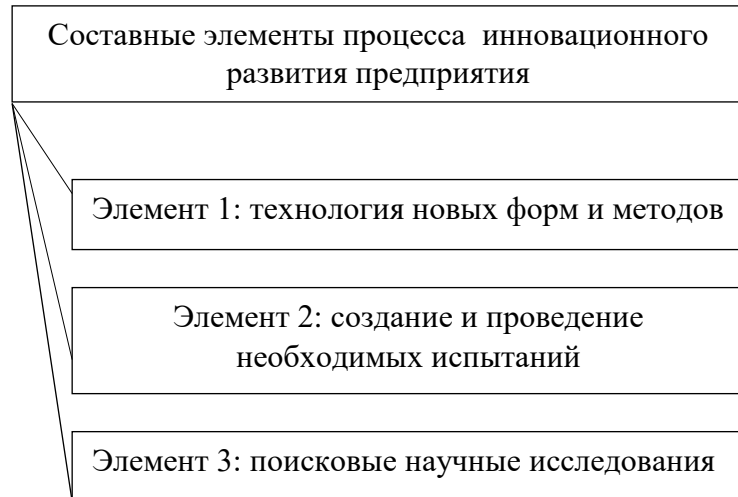 Составные элементы процесса инновационного
развития предприятия
Элемент 1: технология новых форм и методов
Элемент 2: создание и проведение
необходимых испытаний
Элемент 3: поисковые научные исследования